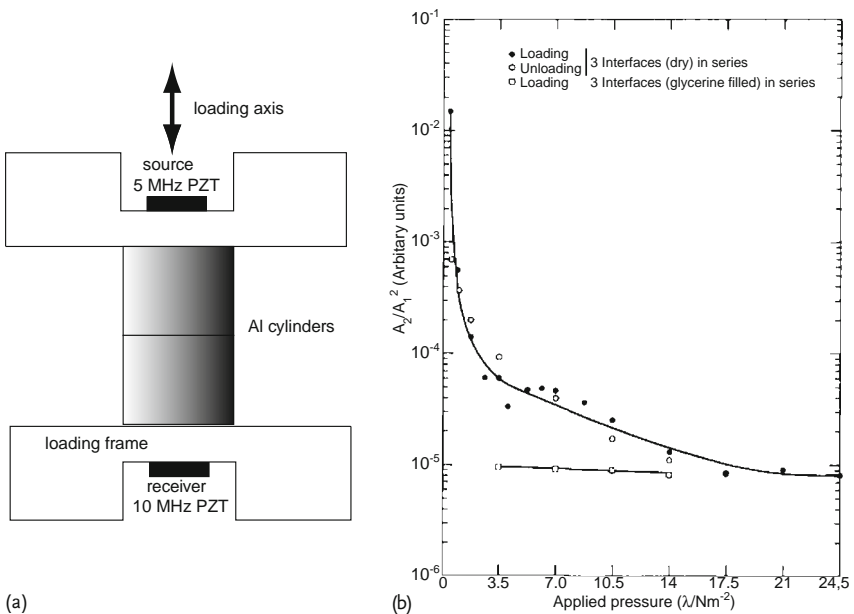 loading axis
source
5 MHz PZT
Al cylinders
loading frame
receiver
10 MHz PZT
(a)
10-1
10-2
10-3
10-4
10-5
10-6
A2/A1 2 (Arbitary units)
Loading
Unloading 3 Interfaces (dry) in series
Loading 3 Interfaces (glycerine filled) in series
0 3.5 7.0 10.5 14 17.5 21 24,5
Applied pressure (λ/Nm-2)
(b)